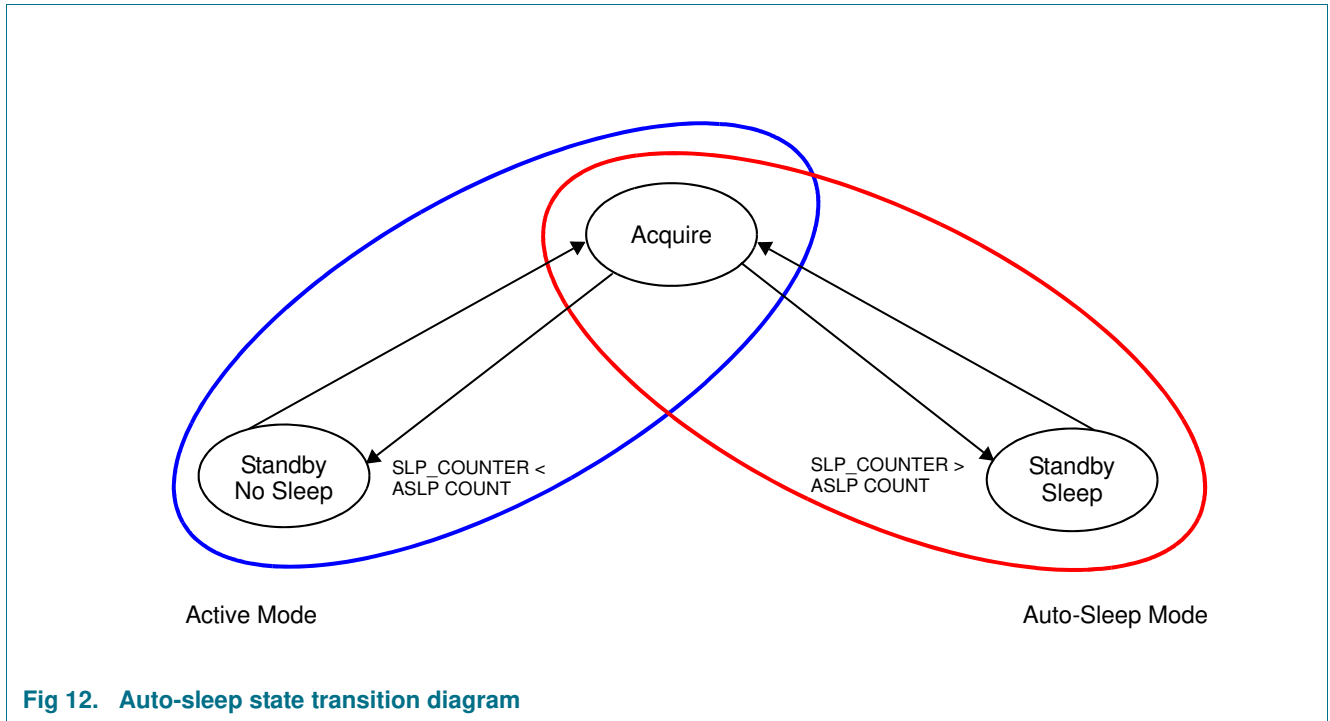 Acquire
Standby
No Sleep
SLP_COUNTER <
ASLP COUNT
SLP_COUNTER >
ASLP COUNT
Standby
Sleep
Active Mode
Auto-Sleep Mode
Fig 12. Auto-sleep state transition diagram